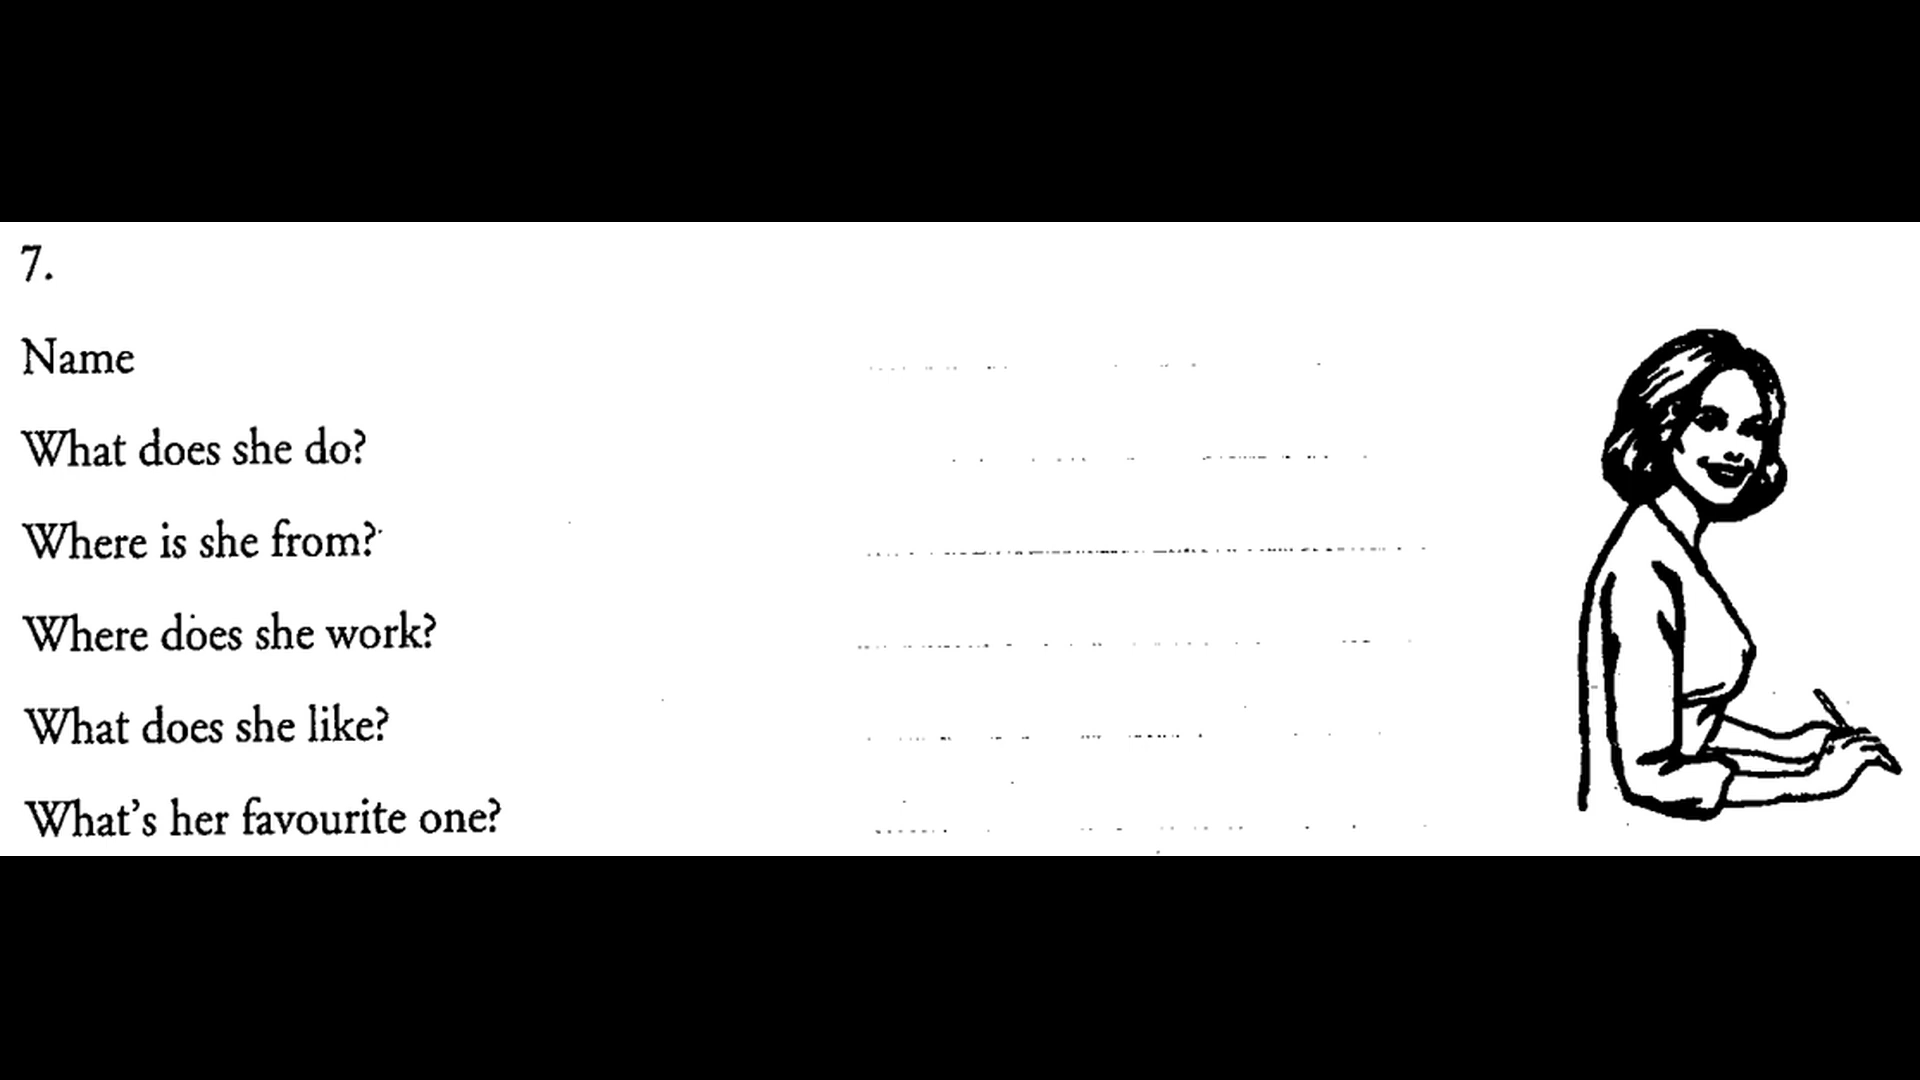 7.
Name
What does she do?
Where is she from?
Where does she work?
What does she like?
What's her favourite one?